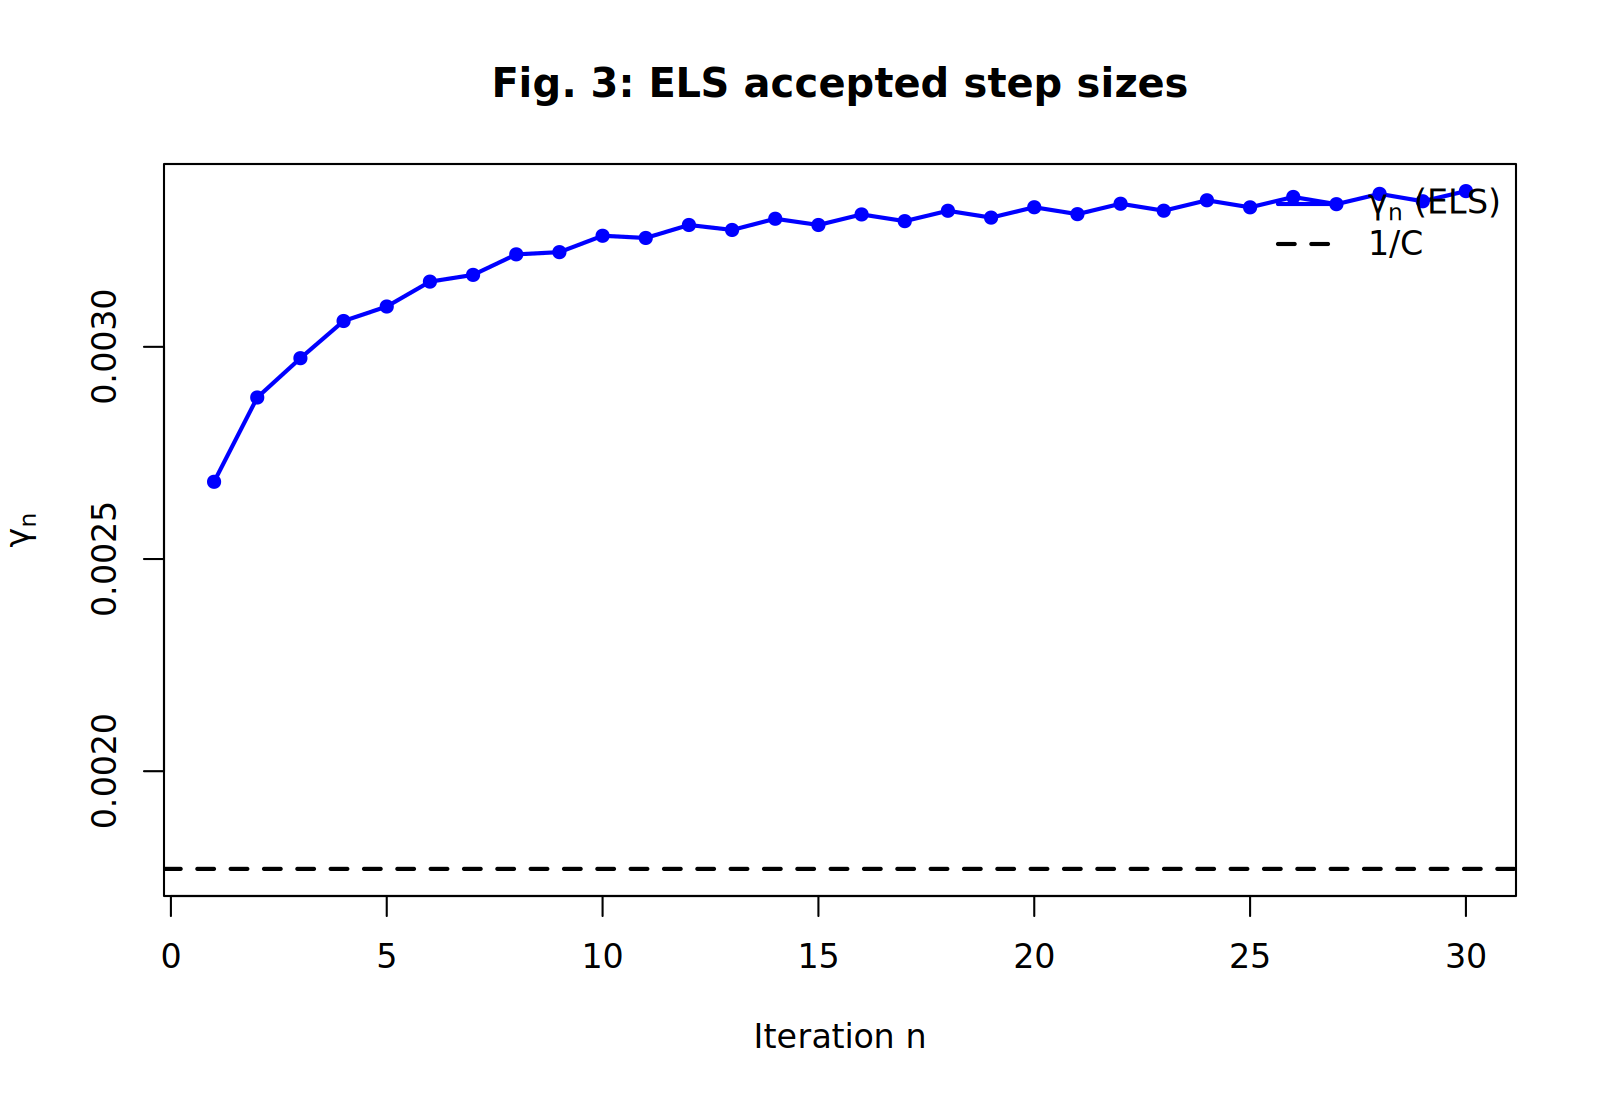 Fig. 3: ELS accepted step sizes
γₙ (ELS)
1/C
0.0030
0.0025
0.0020
γₙ
0 5 10 15 20 25 30
Iteration n